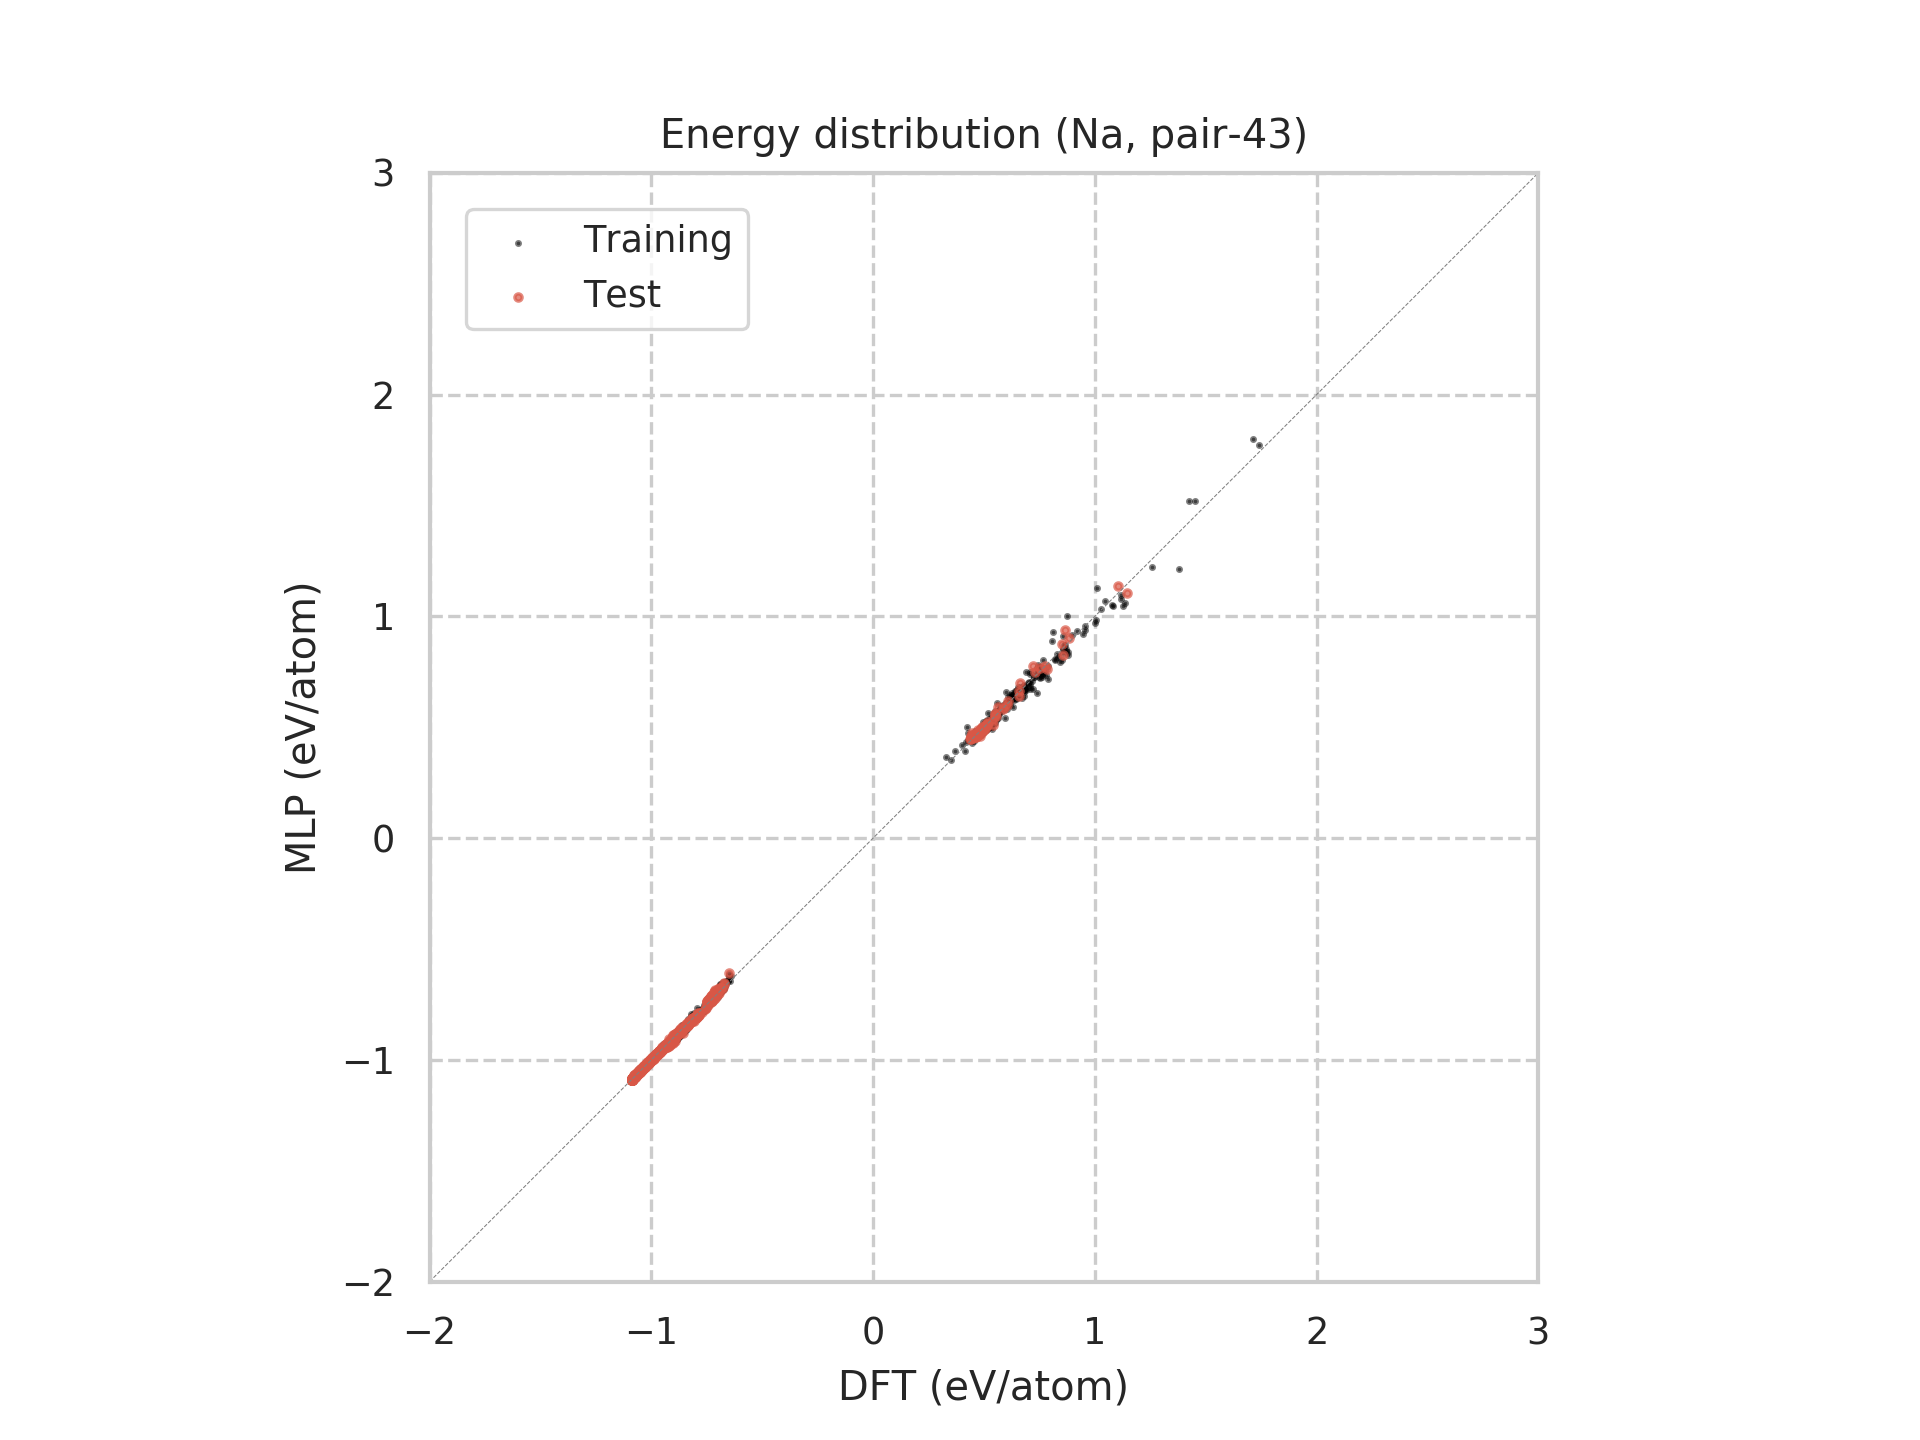 Energy distribution (Na, pair-43)
3
2
1
0
−1
−2
MLP (eV/atom)
Training
Test
−2 −1 0 1 2 3
DFT (eV/atom)